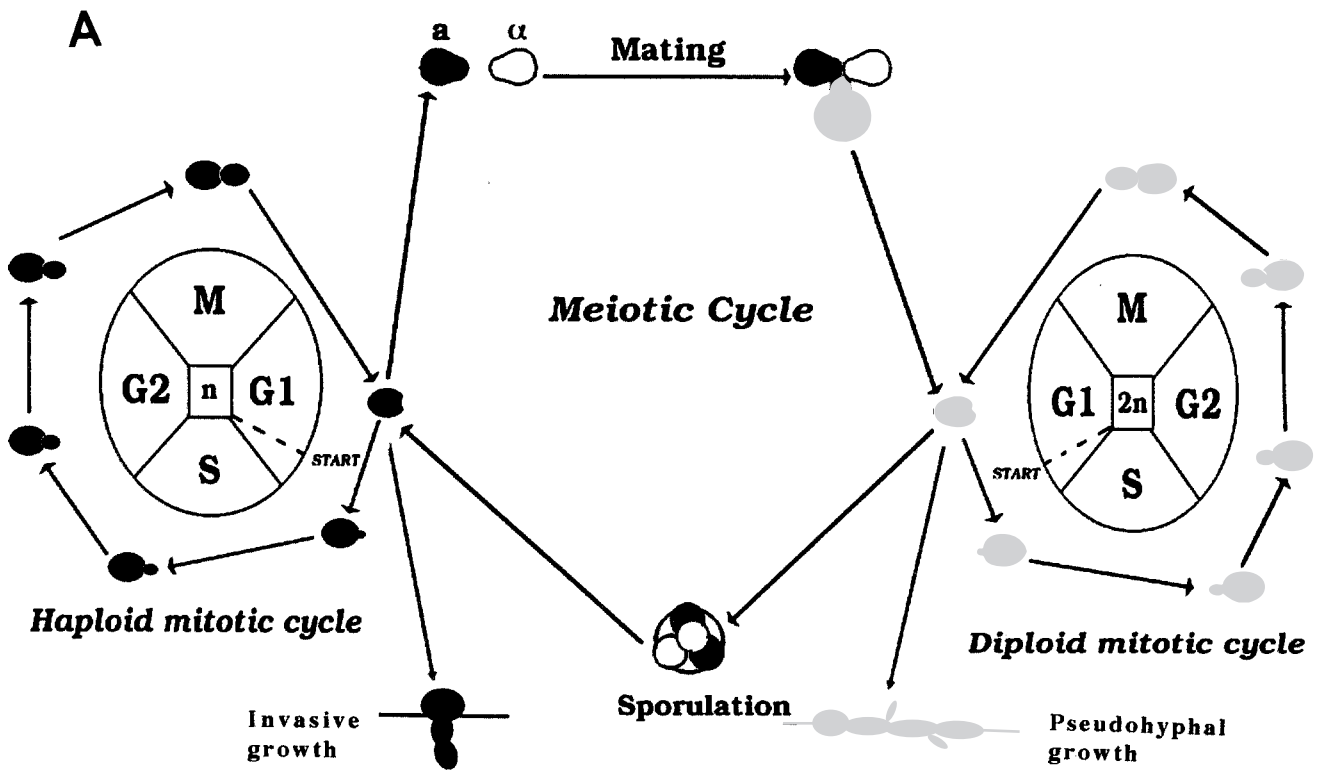 A
a α
Mating
Meiotic Cycle
M
G2 n G1
S
START
Haploid mitotic cycle
M
G1 2n G2
S
START
Diploid mitotic cycle
Sporulation
Invasive
growth
Pseudohyphal
growth